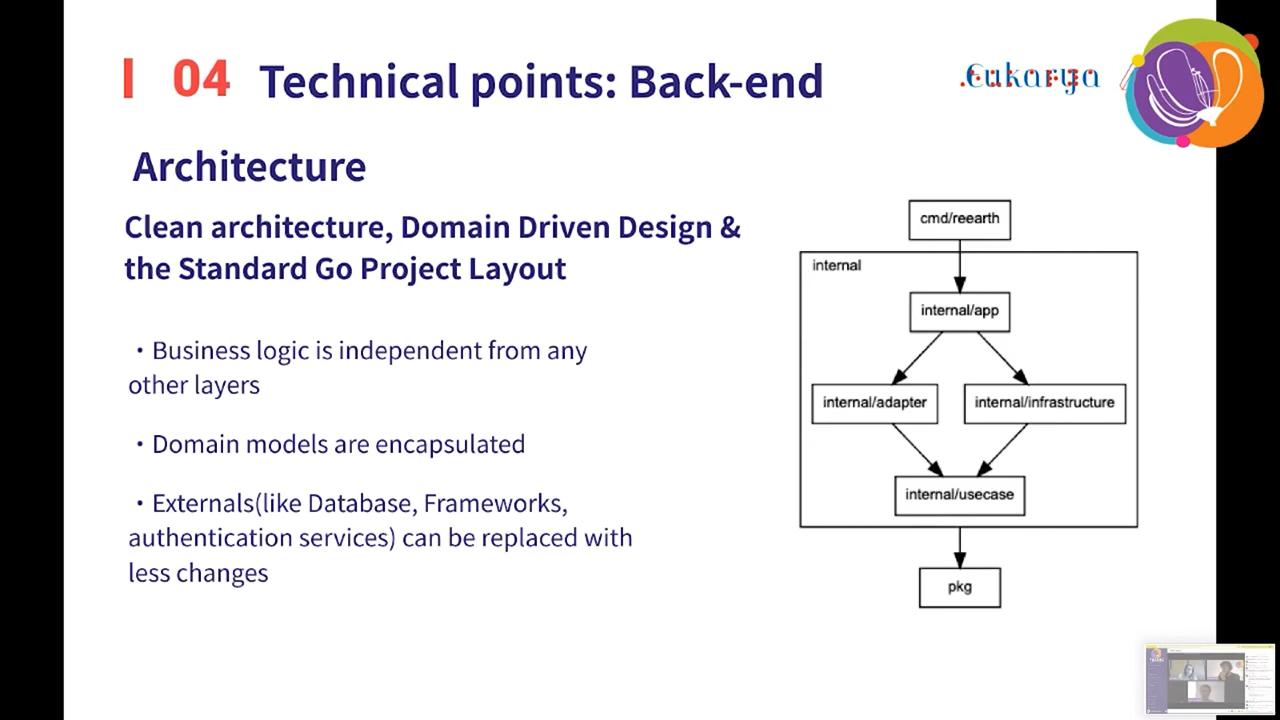 04 Technical points: Back-end
Eukarya
Architecture
Clean architecture, Domain Driven Design &
the Standard Go Project Layout
・Business logic is independent from any
other layers
・Domain models are encapsulated
・Externals(like Database, Frameworks,
authentication services) can be replaced with
less changes
cmd/reearth
internal
internal/app
internal/adapter
internal/infrastructure
internal/usecase
pkg